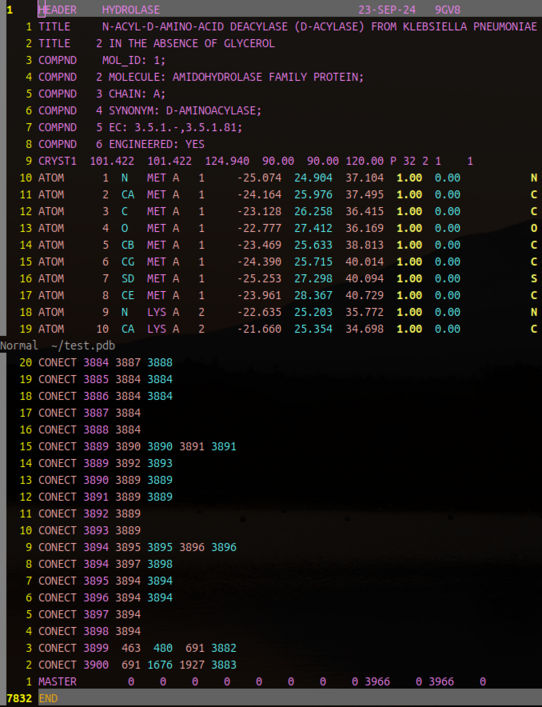 1 HEADER    HYDROLASE                               23-SEP-24   9GV8
1 TITLE     N-ACYL-D-AMINO-ACID DEACYLASE (D-ACYLASE) FROM KLEBSIELLA PNEUMONIAE
2 TITLE    2 IN THE ABSENCE OF GLYCEROL
3 COMPND    MOL_ID: 1;
4 COMPND   2 MOLECULE: AMIDOHYDROLASE FAMILY PROTEIN;
5 COMPND   3 CHAIN: A;
6 COMPND   4 SYNONYM: D-AMINOACYLASE;
7 COMPND   5 EC: 3.5.1.-,3.5.1.81;
8 COMPND   6 ENGINEERED: YES
9 CRYST1  101.422  101.422  124.940  90.00  90.00 120.00 P 32 2 1    1
10 ATOM      1  N   MET A   1     -25.074  24.904  37.104  1.00  0.00           N
11 ATOM      2  CA  MET A   1     -24.164  25.976  37.495  1.00  0.00           C
12 ATOM      3  C   MET A   1     -23.128  26.258  36.415  1.00  0.00           C
13 ATOM      4  O   MET A   1     -22.777  27.412  36.169  1.00  0.00           O
14 ATOM      5  CB  MET A   1     -23.469  25.633  38.813  1.00  0.00           C
15 ATOM      6  CG  MET A   1     -24.390  25.715  40.014  1.00  0.00           C
16 ATOM      7  SD  MET A   1     -25.253  27.298  40.094  1.00  0.00           S
17 ATOM      8  CE  MET A   1     -23.961  28.367  40.729  1.00  0.00           C
18 ATOM      9  N   LYS A   2     -22.635  25.203  35.772  1.00  0.00           N
19 ATOM     10  CA  LYS A   2     -21.660  25.354  34.698  1.00  0.00           C
Normal  ~/test.pdb
20 CONECT 3884 3887 3888
19 CONECT 3885 3884 3884
18 CONECT 3886 3884 3884
17 CONECT 3887 3884
16 CONECT 3888 3884
15 CONECT 3889 3890 3890 3891 3891
14 CONECT 3889 3892 3893
13 CONECT 3890 3889 3889
12 CONECT 3891 3889 3889
11 CONECT 3892 3889
10 CONECT 3893 3889
9 CONECT 3894 3895 3895 3896 3896
8 CONECT 3894 3897 3898
7 CONECT 3895 3894 3894
6 CONECT 3896 3894 3894
5 CONECT 3897 3894
4 CONECT 3898 3894
3 CONECT 3899  463  480  691 3882
2 CONECT 3900  691 1676 1927 3883
1 MASTER        0    0    0    0    0    0    0    0 3966    0 3966    0
7832 END